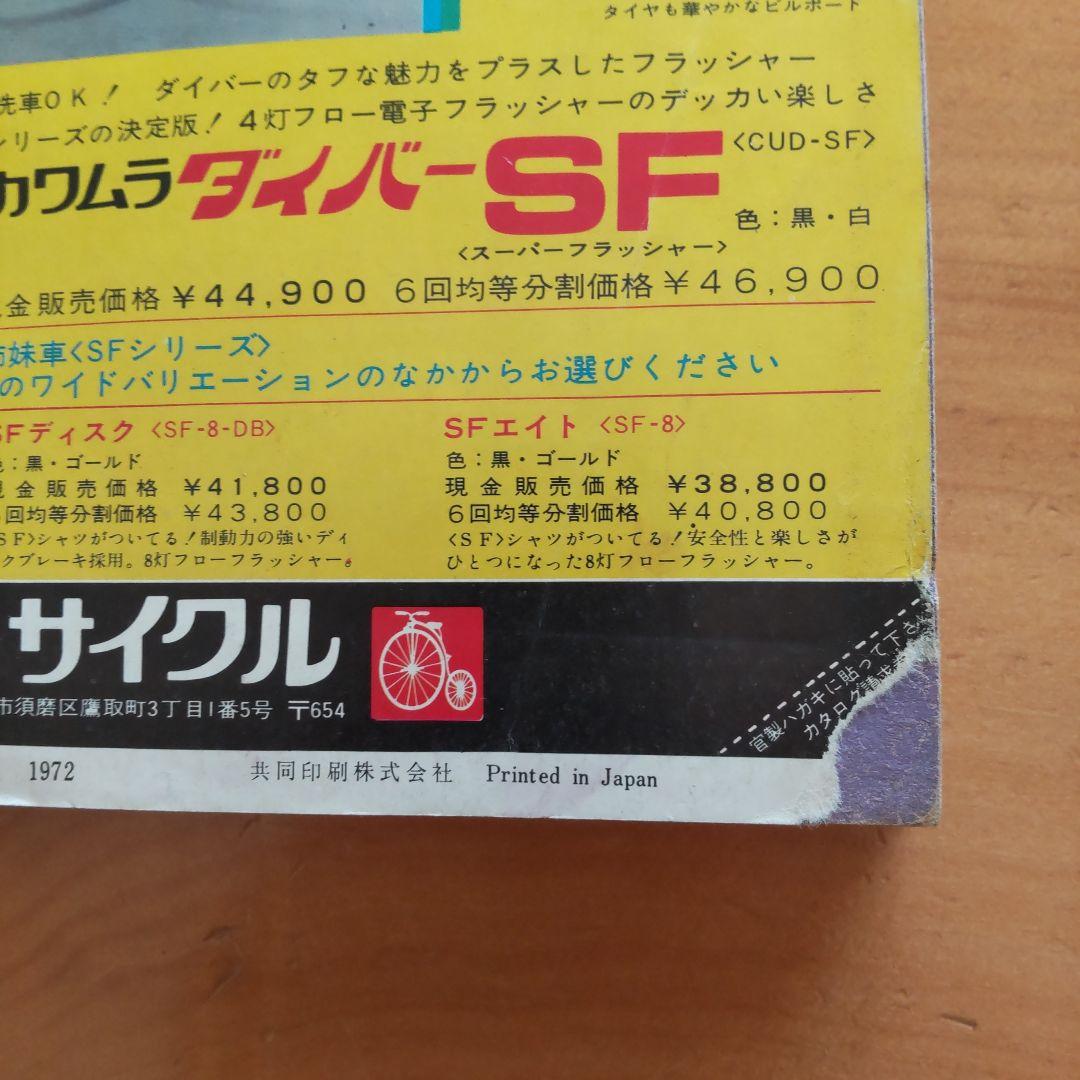 タイヤも華やかなビルボード
洗車OK! ダイバーのタフな魅力をプラスしたフラッシャー
シリーズの決定版! 4灯フロー電子フラッシャーのデッカい楽しさ
カワムラダイバーSF <CUD-SF>
色:黒・白
<スーパーフラッシャー>
金販売価格 ¥44,900 6回均等分割価格 ¥46,900
妹車<SFシリーズ>
のワイドバリエーションのなかからお選びください
SFディスク <SF-8-DB>
色:黒・ゴールド
現金販売価格 ¥41,800
回均等分割価格 ¥43,800
SF>シャツがついてる!制動力の強いディ
クブレーキ採用。8灯フローフラッシャー。
SFエイト <SF-8>
色:黒・ゴールド
現金販売価格 ¥38,800
6回均等分割価格 ¥40,800
<SF>シャツがついてる!安全性と楽しさが
ひとつになった8灯フローフラッシャー。
サイクル
市須磨区鷹取町3丁目1番5号 〒654
官製ハガキに貼って下さ
カタログ請求
1972 共同印刷株式会社 Printed in Japan